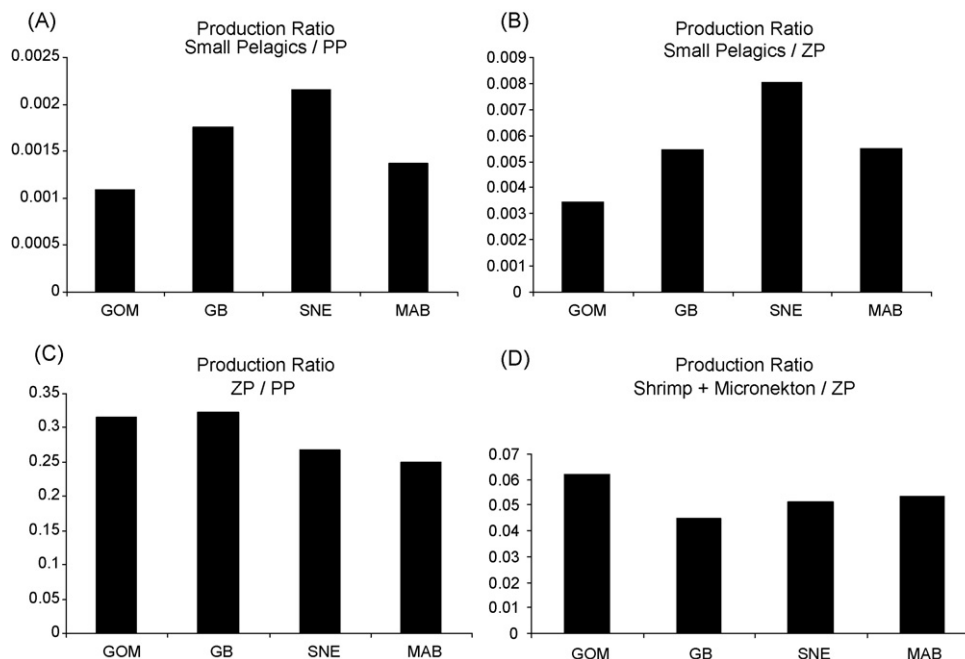 (A)
Production Ratio
Small Pelagics / PP
0.0025
0.002
0.0015
0.001
0.0005
0
GOM GB SNE MAB
(B)
Production Ratio
Small Pelagics / ZP
0.009
0.008
0.007
0.006
0.005
0.004
0.003
0.002
0.001
0
GOM GB SNE MAB
(C)
Production Ratio
ZP / PP
0.35
0.3
0.25
0.2
0.15
0.1
0.05
0
GOM GB SNE MAB
(D)
Production Ratio
Shrimp + Micronekton / ZP
0.07
0.06
0.05
0.04
0.03
0.02
0.01
0
GOM GB SNE MAB